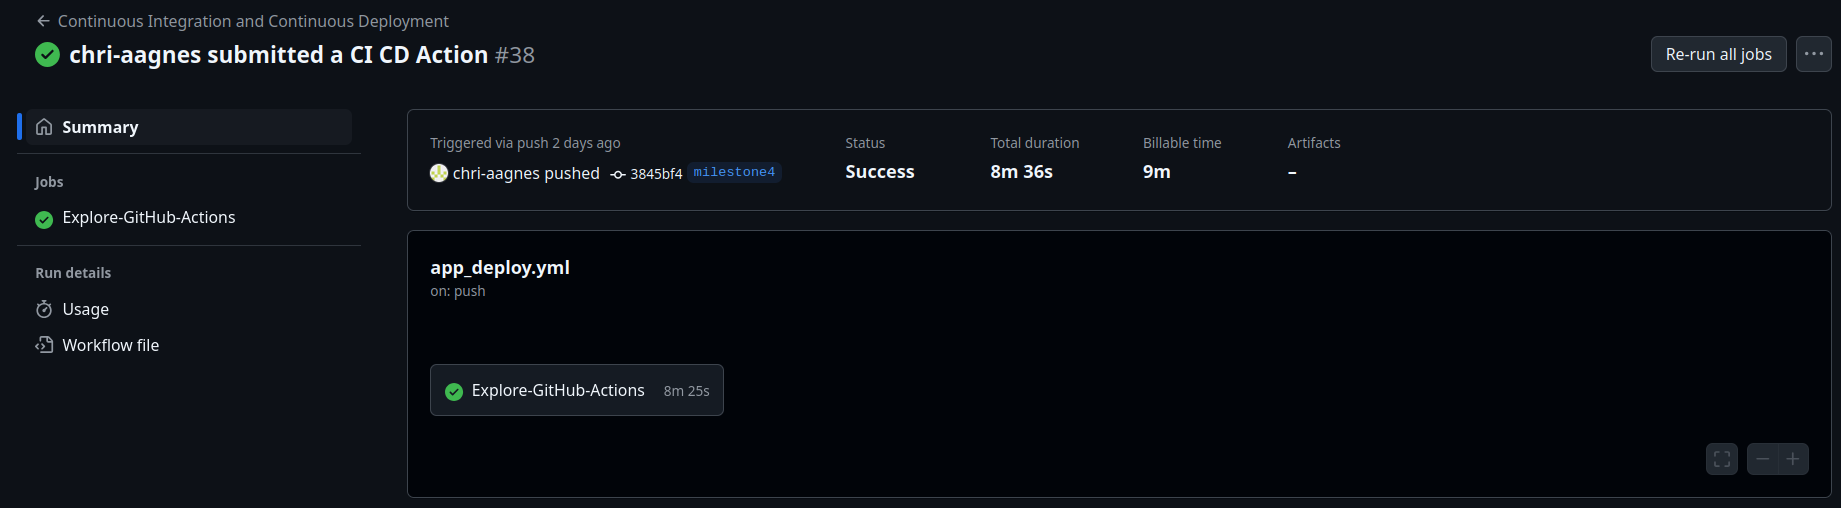 ← Continuous Integration and Continuous Deployment
chri-aagnes submitted a CI CD Action #38
Re-run all jobs
...
Summary
Jobs
Explore-GitHub-Actions
Run details
Usage
Workflow file
Triggered via push 2 days ago
chri-aagnes pushed 3845bf4 milestone4
Status
Success
Total duration
8m 36s
Billable time
9m
Artifacts
–
app_deploy.yml
on: push
Explore-GitHub-Actions 8m 25s